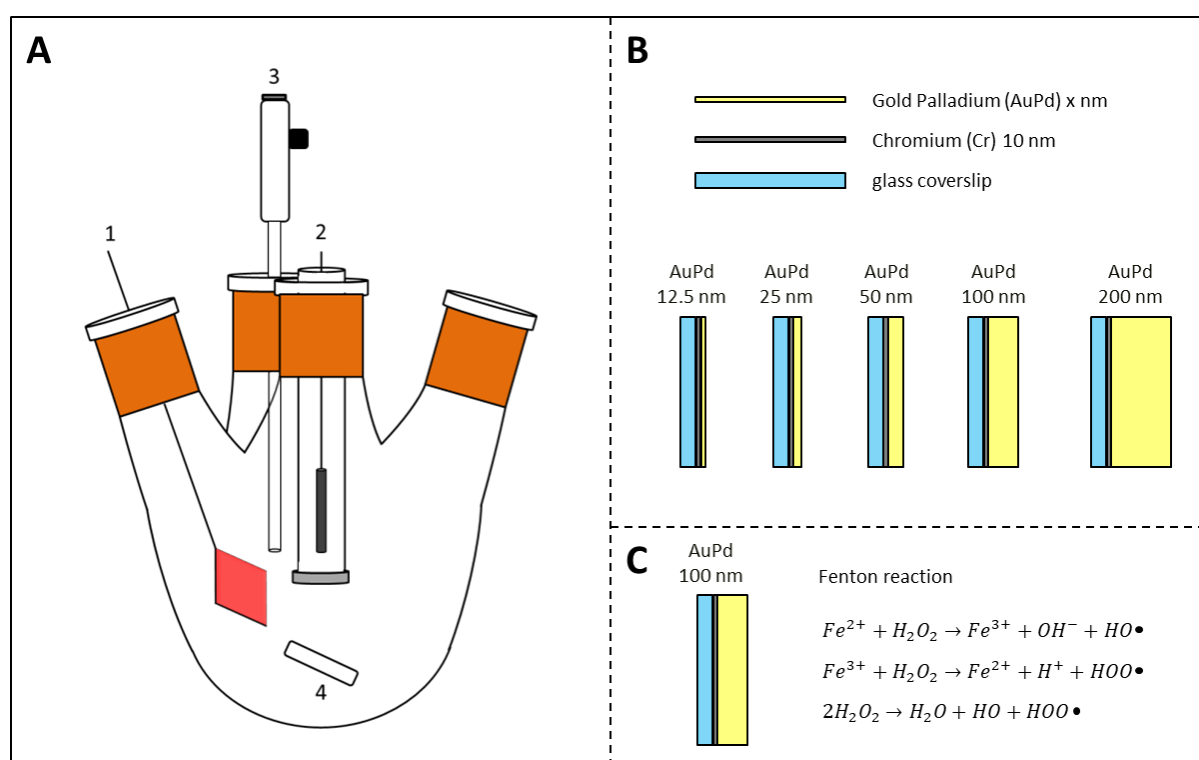 A
3
1
2
4
B
Gold Palladium (AuPd) x nm
Chromium (Cr) 10 nm
glass coverslip
AuPd
12.5 nm
AuPd
25 nm
AuPd
50 nm
AuPd
100 nm
AuPd
200 nm
C
AuPd
100 nm
Fenton reaction
Fe²⁺ + H₂O₂ → Fe³⁺ + OH⁻ + HO•
Fe³⁺ + H₂O₂ → Fe²⁺ + H⁺ + HOO•
2H₂O₂ → H₂O + HO + HOO•